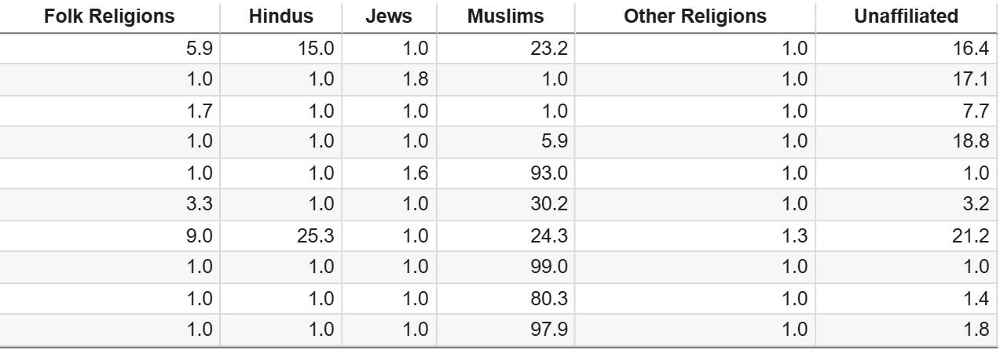 Folk Religions Hindus Jews Muslims Other Religions Unaffiliated
5.9 15.0 1.0 23.2 1.0 16.4
1.0 1.0 1.8 1.0 1.0 17.1
1.7 1.0 1.0 1.0 1.0 7.7
1.0 1.0 1.0 5.9 1.0 18.8
1.0 1.0 1.6 93.0 1.0 1.0
3.3 1.0 1.0 30.2 1.0 3.2
9.0 25.3 1.0 24.3 1.3 21.2
1.0 1.0 1.0 99.0 1.0 1.0
1.0 1.0 1.0 80.3 1.0 1.4
1.0 1.0 1.0 97.9 1.0 1.8